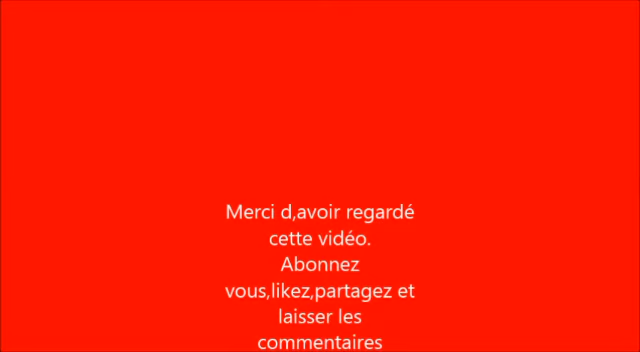 Merci d,avoir regardé
cette vidéo.
Abonnez
vous,likez,partagez et
laisser les
commentaires